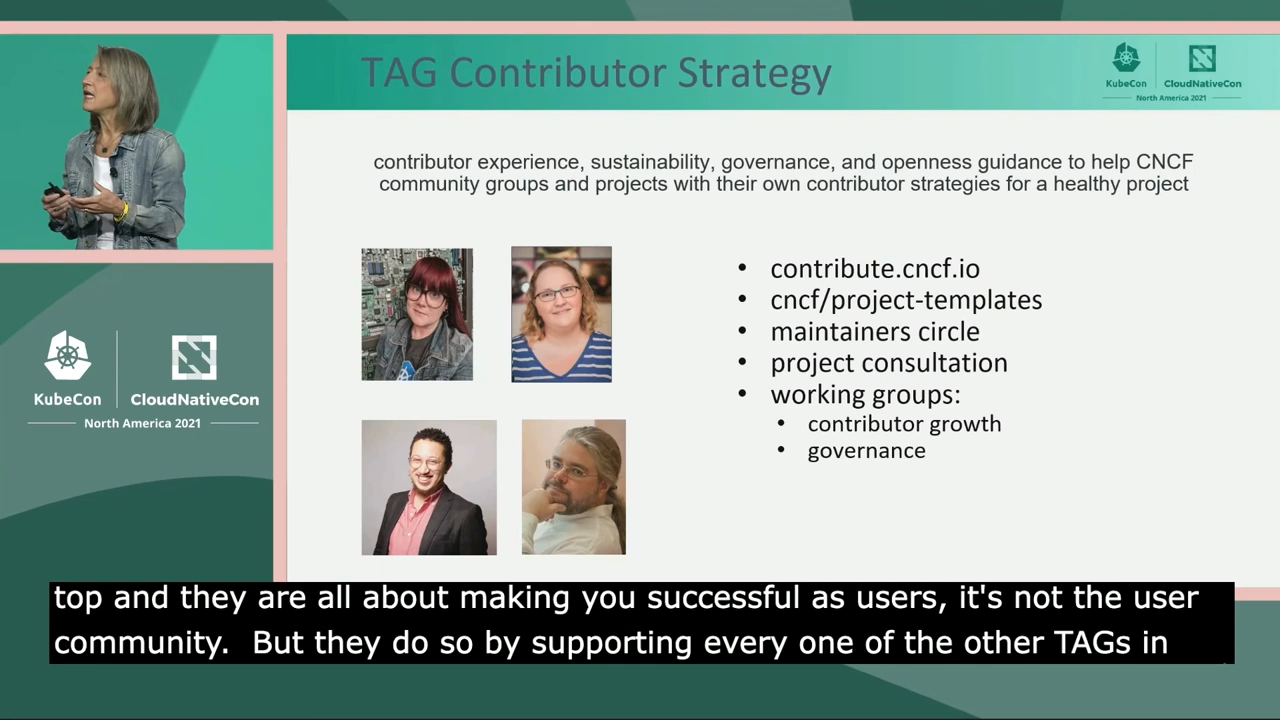 TAG Contributor Strategy
KubeCon
CloudNativeCon
North America 2021
contributor experience, sustainability, governance, and openness guidance to help CNCF
community groups and projects with their own contributor strategies for a healthy project
• contribute.cncf.io
• cncf/project-templates
• maintainers circle
• project consultation
• working groups:
• contributor growth
• governance
KubeCon
CloudNativeCon
North America 2021
top and they are all about making you successful as users, it's not the user
community.  But they do so by supporting every one of the other TAGs in